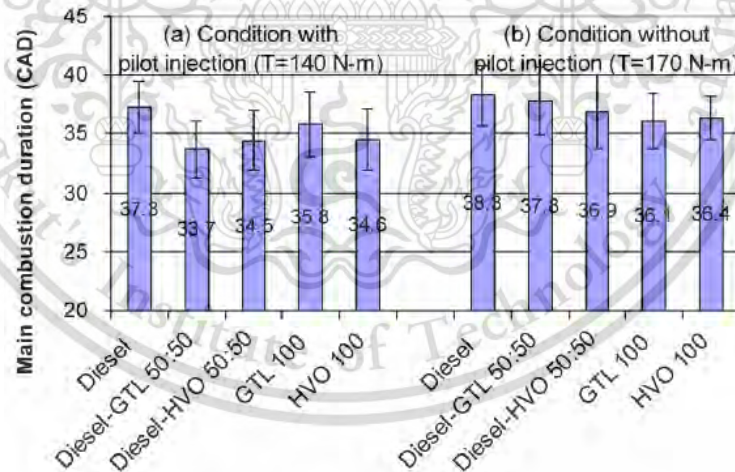 Main combustion duration (CAD)
45
40
35
30
25
20
(a) Condition with
pilot injection (T=140 N-m)
(b) Condition without
pilot injection (T=170 N-m)
37.3
33.7
34.5
35.8
34.6
38.3
37.8
36.9
36.1
36.4
Diesel
Diesel-GTL 50:50
Diesel-HVO 50:50
GTL 100
HVO 100
Diesel
Diesel-GTL 50:50
Diesel-HVO 50:50
GTL 100
HVO 100
Institute of Technology